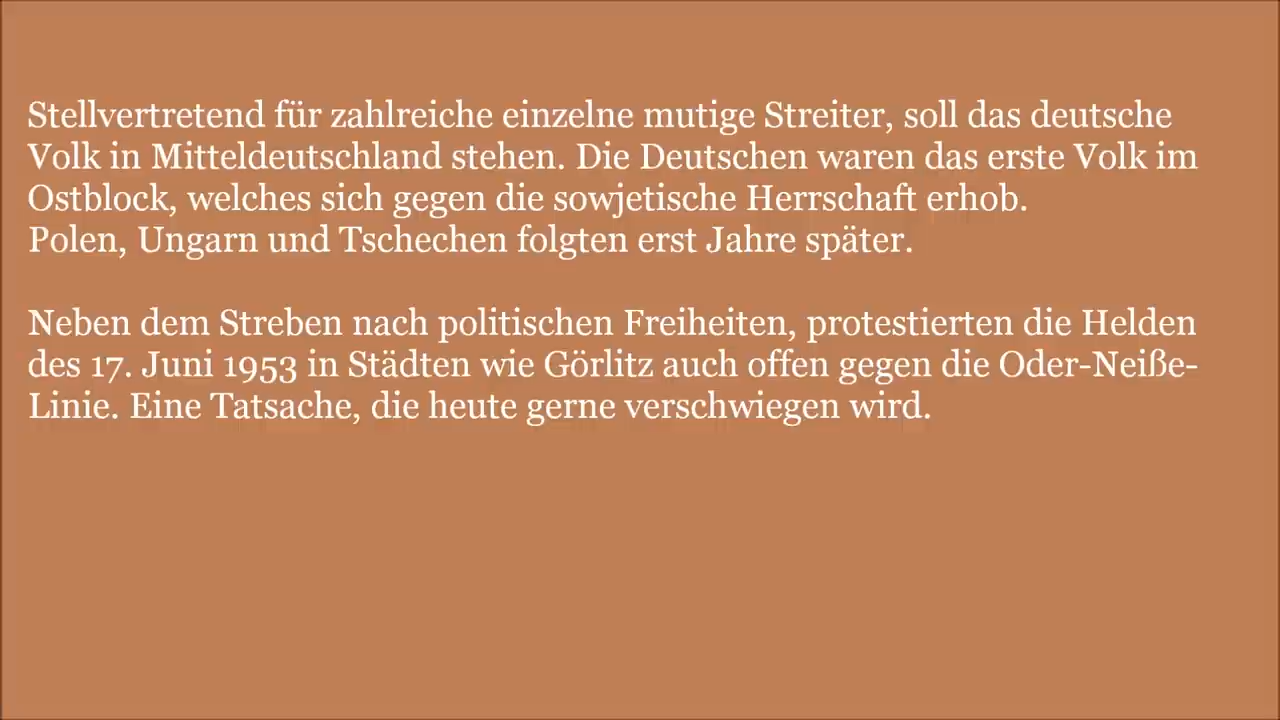 Stellvertretend für zahlreiche einzelne mutige Streiter, soll das deutsche
Volk in Mitteldeutschland stehen. Die Deutschen waren das erste Volk im
Ostblock, welches sich gegen die sowjetische Herrschaft erhob.
Polen, Ungarn und Tschechen folgten erst Jahre später.
Neben dem Streben nach politischen Freiheiten, protestierten die Helden
des 17. Juni 1953 in Städten wie Görlitz auch offen gegen die Oder-Neiße-
Linie. Eine Tatsache, die heute gerne verschwiegen wird.